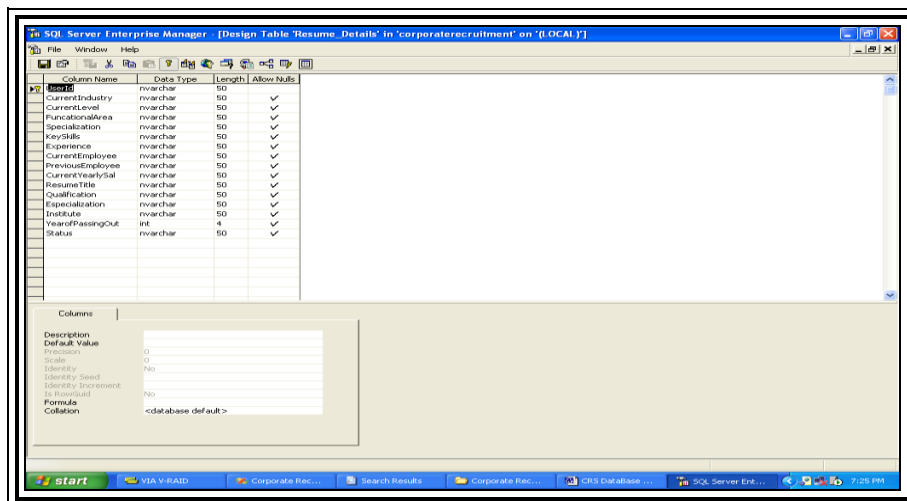 SQL Server Enterprise Manager - [Design Table 'Resume_Details' in 'corporaterecruitment' on '(LOCAL)']
File Window Help
Column Name Data Type Length Allow Nulls
UserId nvarchar 50
CurrentIndustry nvarchar 50
CurrentLevel nvarchar 50
FuncationalArea nvarchar 50
Specialization nvarchar 50
KeySkills nvarchar 50
Experience nvarchar 50
CurrentEmployee nvarchar 50
PreviousEmployee nvarchar 50
CurrentYearlySal nvarchar 50
ResumeTitle nvarchar 50
Qualification nvarchar 50
Especialization nvarchar 50
Institute nvarchar 50
YearofPassingOut int 4
Status nvarchar 50
Columns
Description
Default Value
Precision 0
Scale 0
Identity No
Identity Seed
Identity Increment
Is RowGuid No
Formula
Collation <database default>
start VIA V-RAID Corporate Rec... Search Results Corporate Rec... CRS DataBase ... SQL Server Ent... 7:25 PM